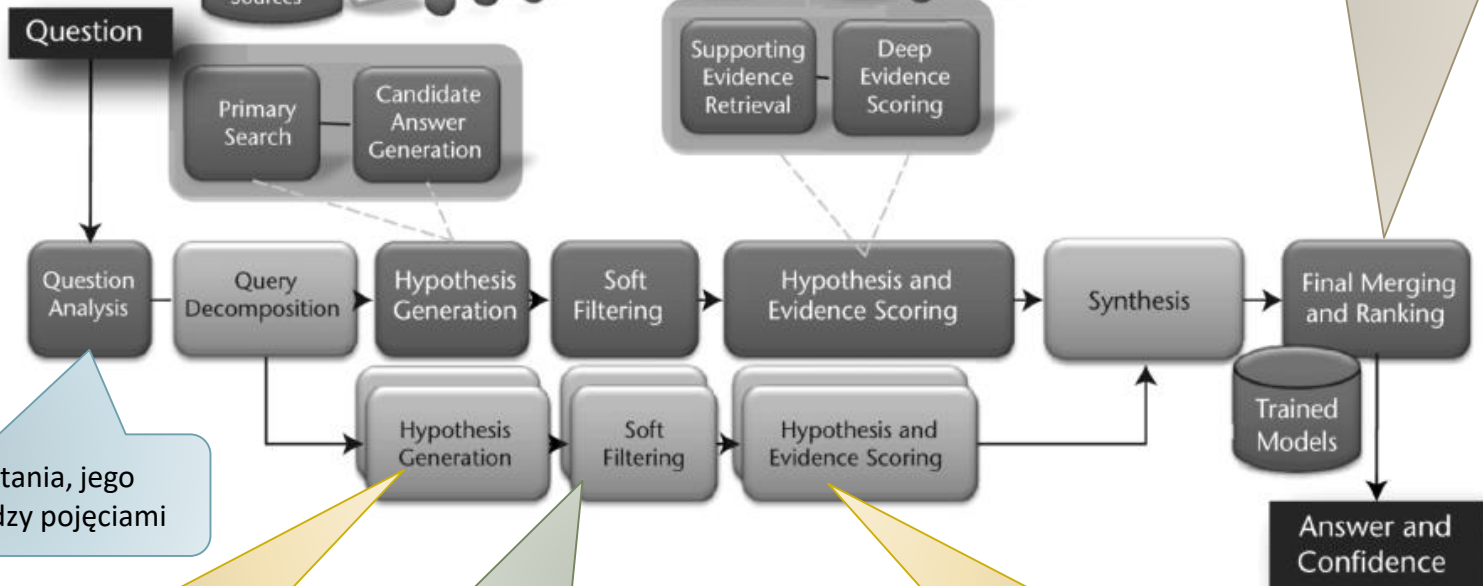 Sources
Question
Primary
Search
Candidate
Answer
Generation
Supporting
Evidence
Retrieval
Deep
Evidence
Scoring
Question
Analysis
Query
Decomposition
Hypothesis
Generation
Soft
Filtering
Hypothesis and
Evidence Scoring
Synthesis
Final Merging
and Ranking
Hypothesis
Generation
Soft
Filtering
Hypothesis and
Evidence Scoring
Trained
Models
tania, jego
dzy pojęciami
Answer and
Confidence